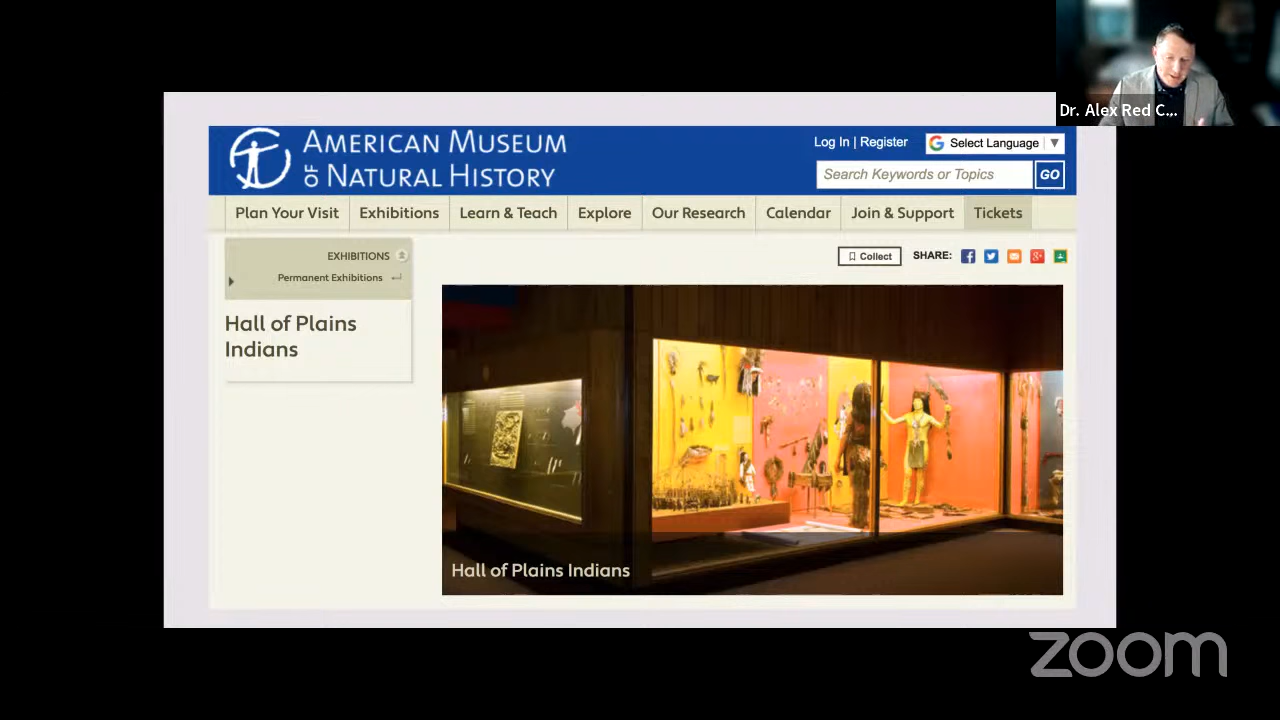 Dr. Alex Red C...
AMERICAN MUSEUM
OF NATURAL HISTORY
Log In | Register
Select Language
Search Keywords or Topics
GO
Plan Your Visit
Exhibitions
Learn & Teach
Explore
Our Research
Calendar
Join & Support
Tickets
EXHIBITIONS
Permanent Exhibitions
Collect
SHARE:
Hall of Plains
Indians
Hall of Plains Indians
zoom